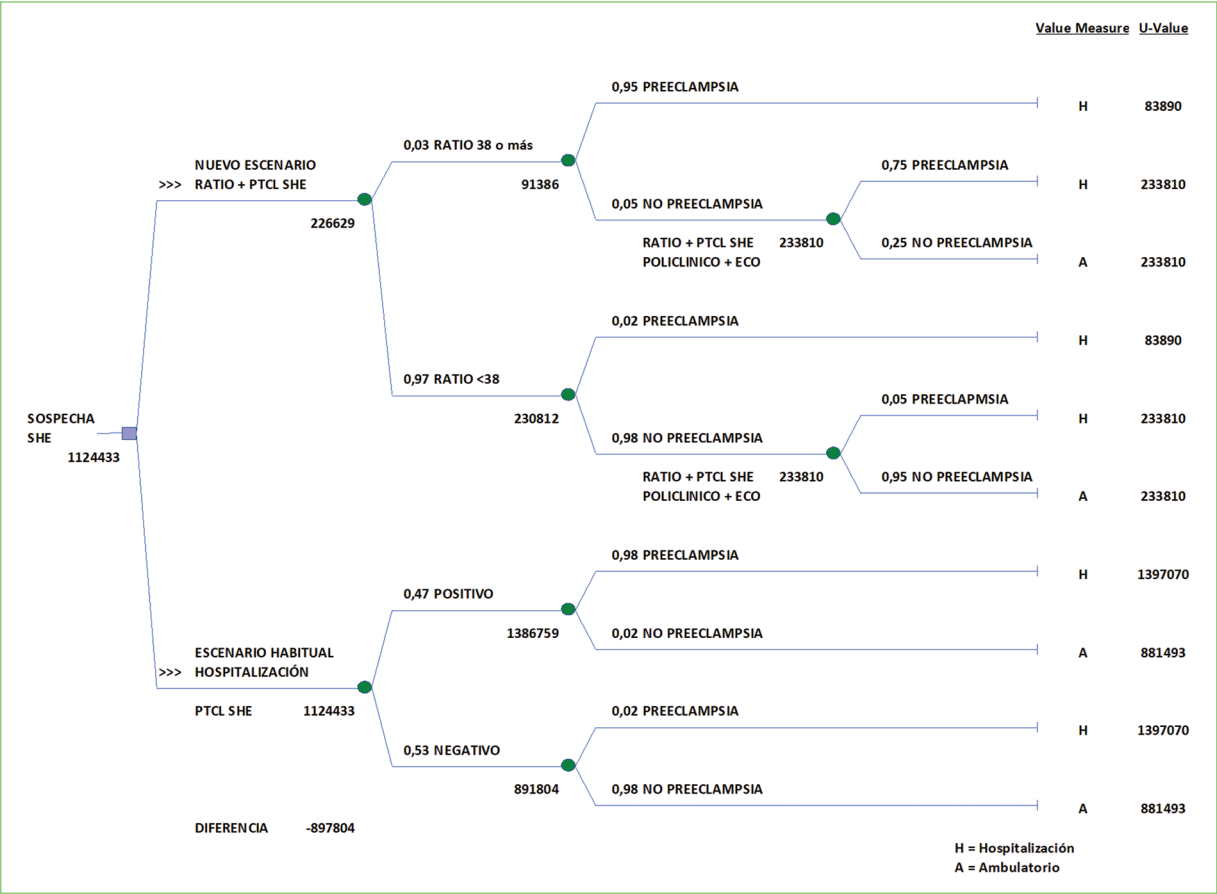 Value Measure U-Value
0,95 PREECLAMPSIA
H 83890
0,03 RATIO 38 o más
91386
NUEVO ESCENARIO
>>> RATIO + PTCL SHE
226629
0,75 PREECLAMPSIA
H 233810
0,05 NO PREECLAMPSIA
RATIO + PTCL SHE 233810
POLICLINICO + ECO
0,25 NO PREECLAMPSIA
A 233810
0,02 PREECLAMPSIA
H 83890
0,97 RATIO <38
230812
0,05 PREECLAPMSIA
H 233810
0,98 NO PREECLAMPSIA
RATIO + PTCL SHE 233810
POLICLINICO + ECO
0,95 NO PREECLAMPSIA
A 233810
SOSPECHA
SHE
1124433
0,98 PREECLAMPSIA
H 1397070
0,47 POSITIVO
1386759
0,02 NO PREECLAMPSIA
A 881493
ESCENARIO HABITUAL
>>> HOSPITALIZACIÓN
PTCL SHE 1124433
0,02 PREECLAMPSIA
H 1397070
0,53 NEGATIVO
891804
0,98 NO PREECLAMPSIA
A 881493
DIFERENCIA -897804
H = Hospitalización
A = Ambulatorio